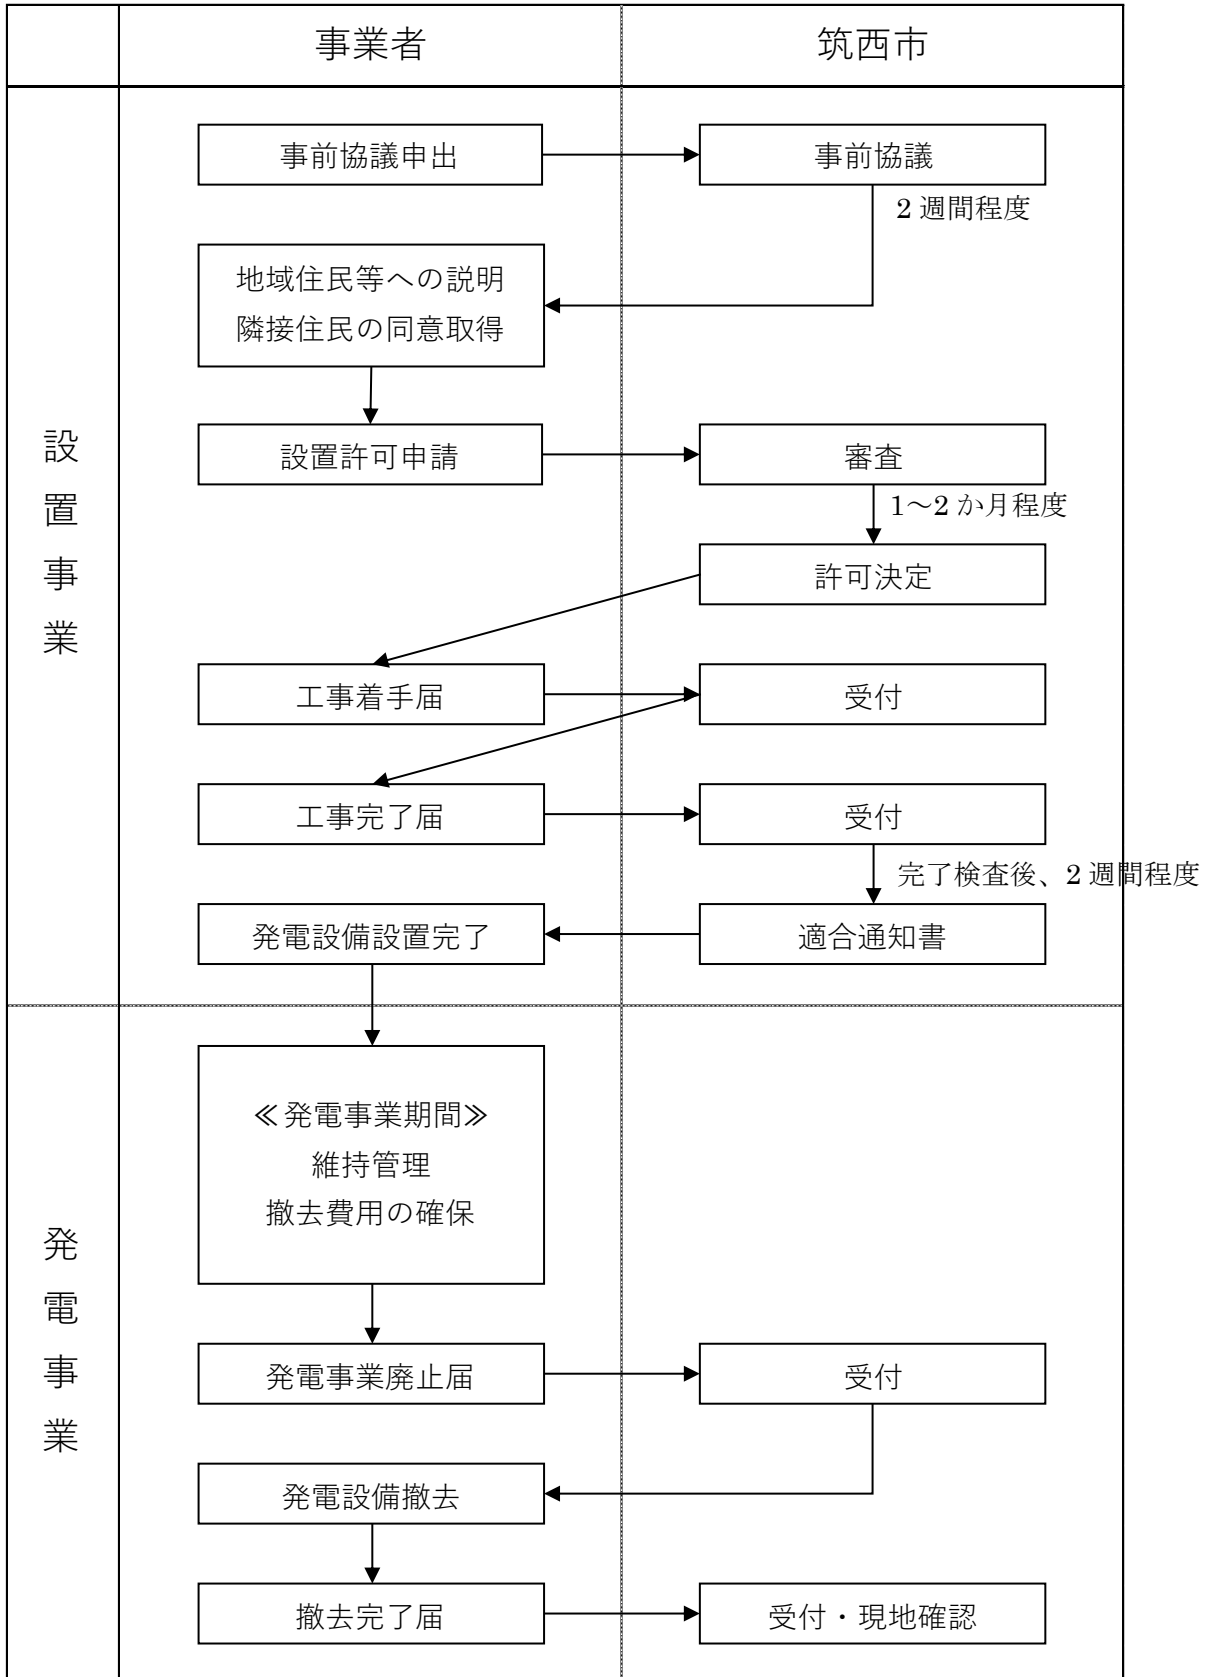 事業者
筑西市
設置事業
事前協議申出
事前協議
2 週間程度
地域住民等への説明
隣接住民の同意取得
設置許可申請
審査
1～2 か月程度
許可決定
工事着手届
受付
工事完了届
受付
完了検査後、2 週間程度
発電設備設置完了
適合通知書
発電事業
≪発電事業期間≫
維持管理
撤去費用の確保
発電事業廃止届
受付
発電設備撤去
撤去完了届
受付・現地確認